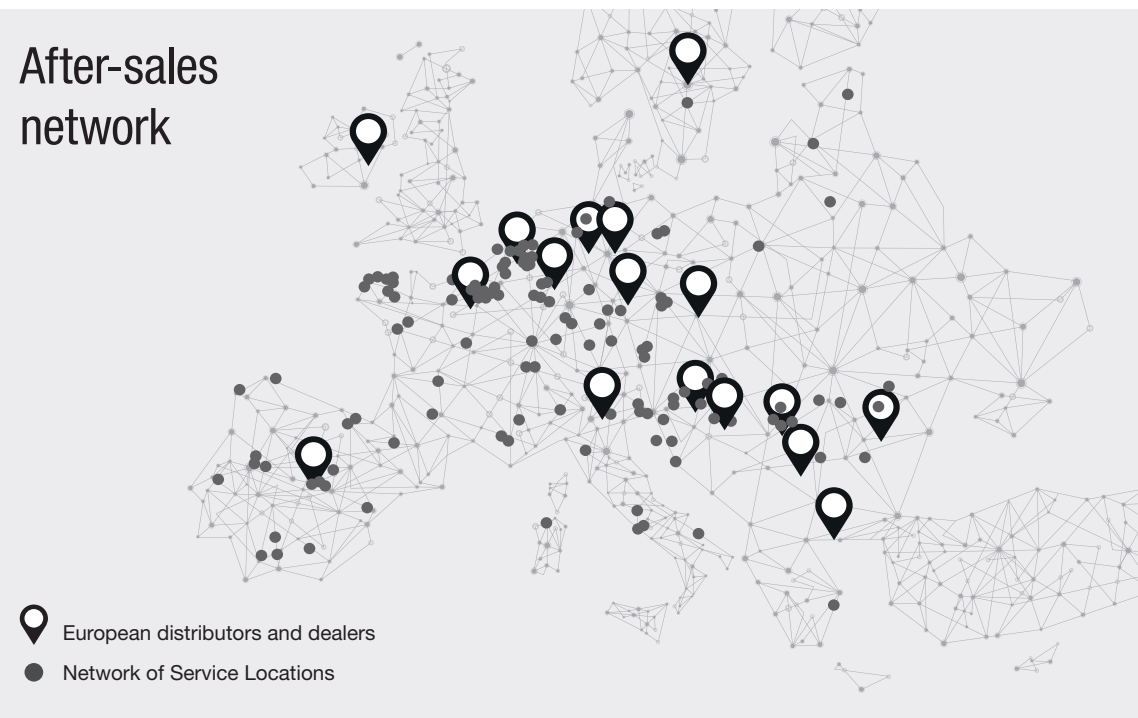 After-sales
network
European distributors and dealers
Network of Service Locations